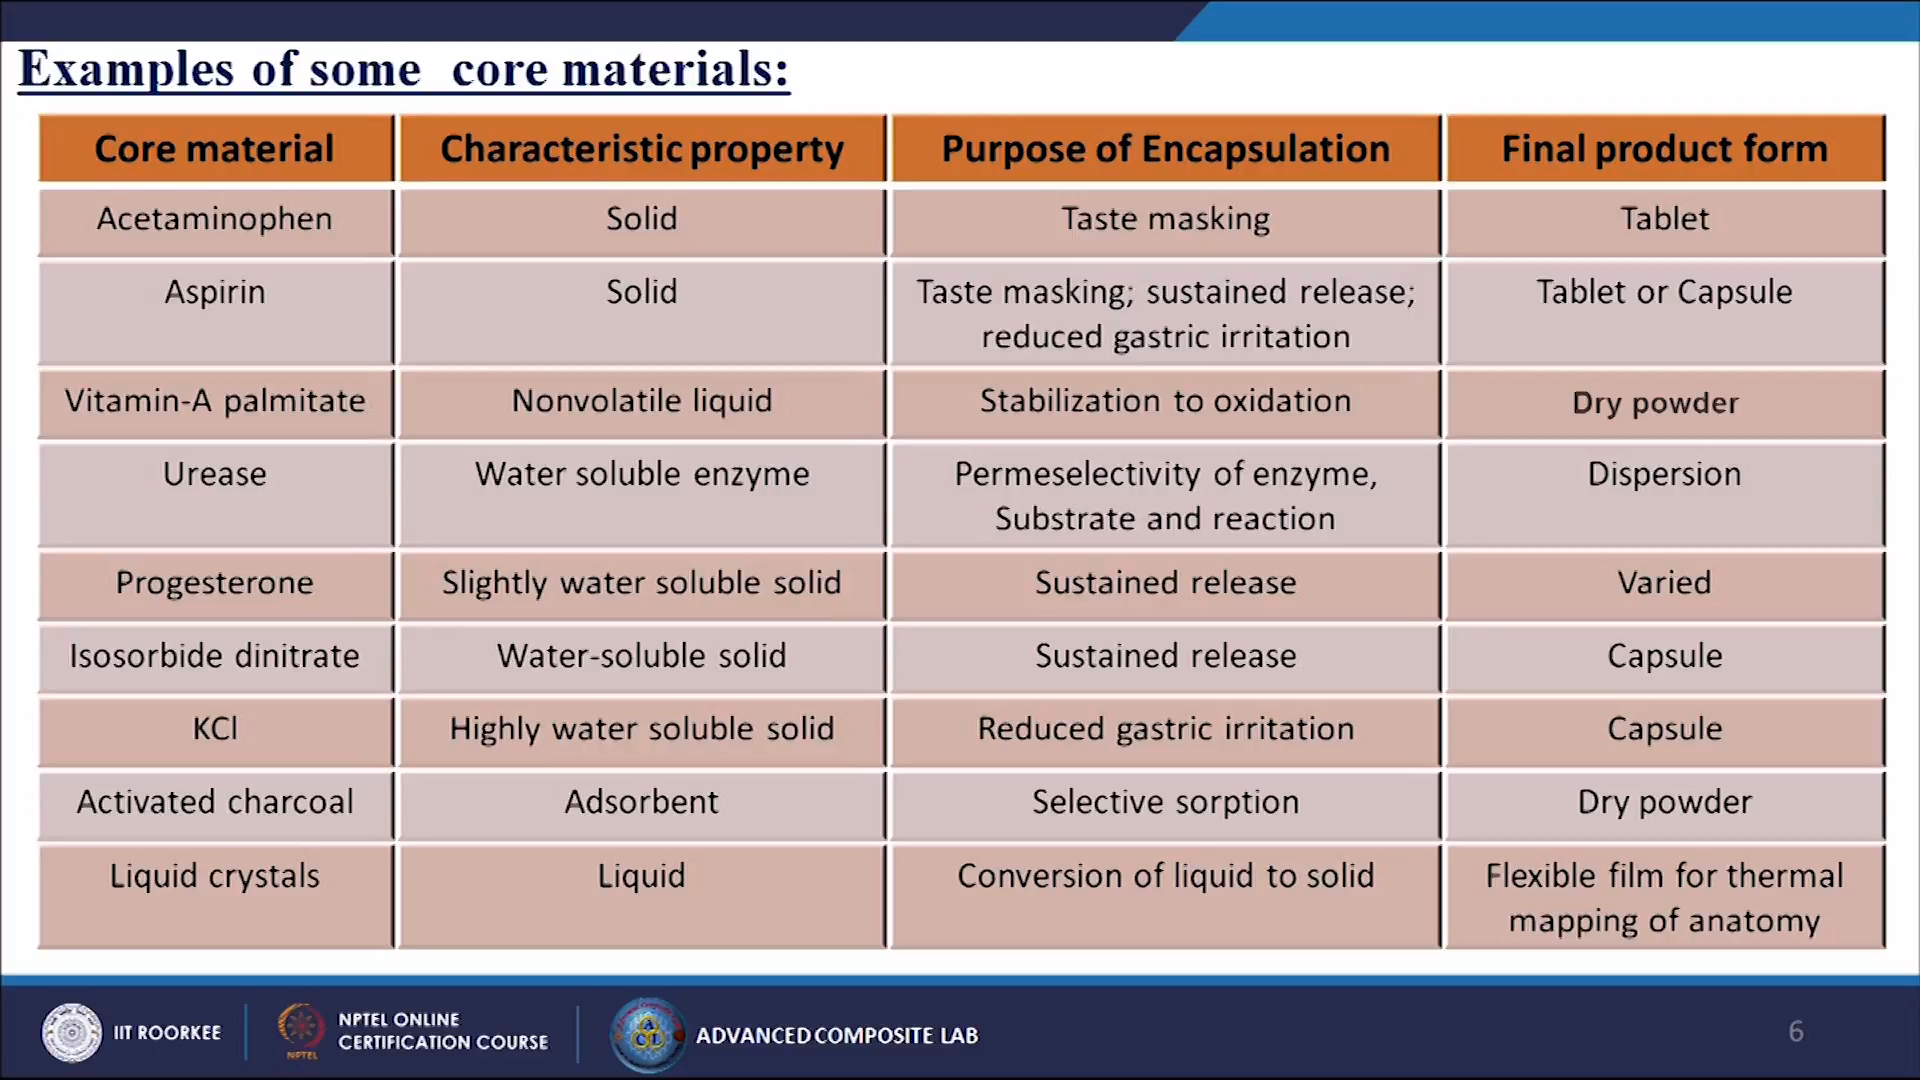 Examples of some core materials:
Core material
Characteristic property
Purpose of Encapsulation
Final product form
Acetaminophen
Solid
Taste masking
Tablet
Aspirin
Solid
Taste masking; sustained release;
reduced gastric irritation
Tablet or Capsule
Vitamin-A palmitate
Nonvolatile liquid
Stabilization to oxidation
Dry powder
Urease
Water soluble enzyme
Permeselectivity of enzyme,
Substrate and reaction
Dispersion
Progesterone
Slightly water soluble solid
Sustained release
Varied
Isosorbide dinitrate
Water-soluble solid
Sustained release
Capsule
KCl
Highly water soluble solid
Reduced gastric irritation
Capsule
Activated charcoal
Adsorbent
Selective sorption
Dry powder
Liquid crystals
Liquid
Conversion of liquid to solid
Flexible film for thermal
mapping of anatomy
IIT ROORKEE
NPTEL
NPTEL ONLINE
CERTIFICATION COURSE
ACL
ADVANCED COMPOSITE LAB
6